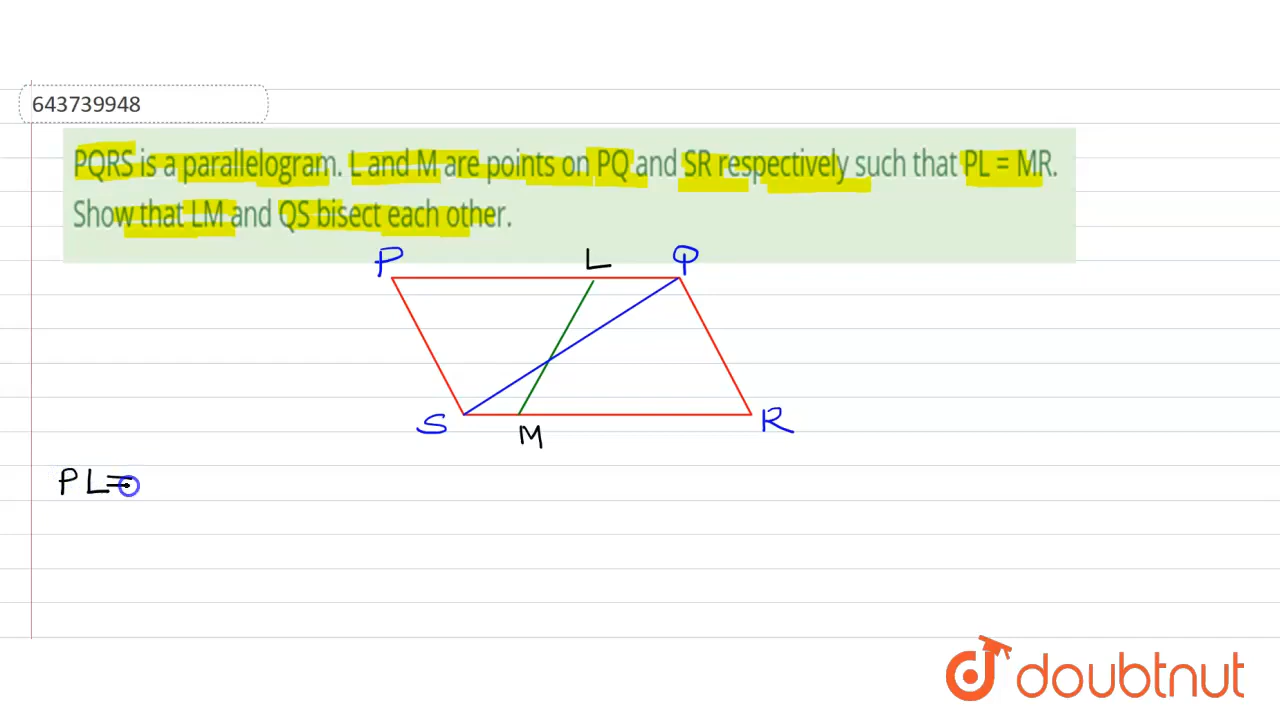 643739948
PQRS is a parallelogram. L and M are points on PQ and SR respectively such that PL = MR.
Show that LM and QS bisect each other.
P L Q
S M R
PL=
doubtnut